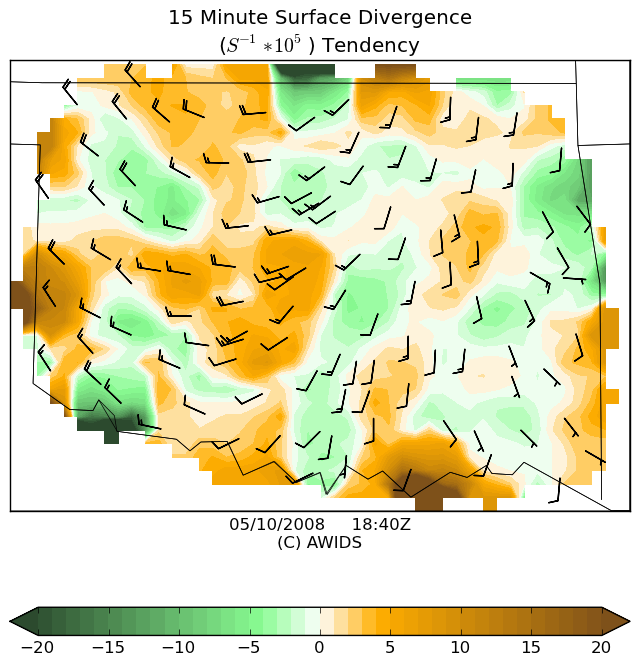 15 Minute Surface Divergence
(S⁻¹ ∗10⁵ ) Tendency
05/10/2008 18:40Z
(C) AWIDS
−20 −15 −10 −5 0 5 10 15 20